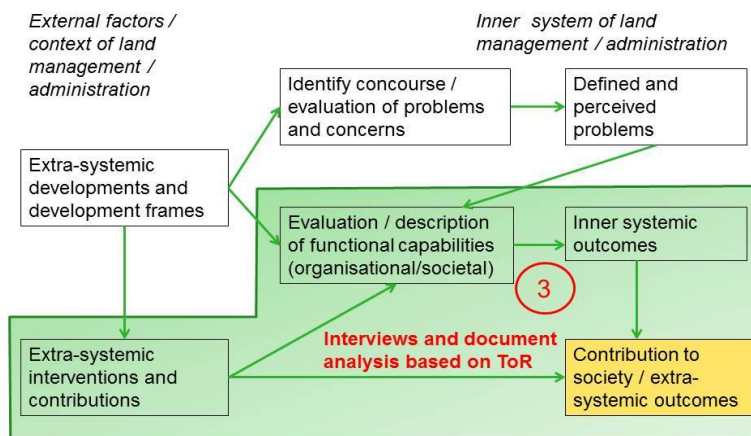 External factors /
context of land
management /
administration
Inner system of land
management / administration
Identify concourse /
evaluation of problems
and concerns
Defined and
perceived
problems
Extra-systemic
developments and
development frames
Evaluation / description
of functional capabilities
(organisational/societal)
Inner systemic
outcomes
3
Interviews and document
analysis based on ToR
Extra-systemic
interventions and
contributions
Contribution to
society / extra-
systemic outcomes